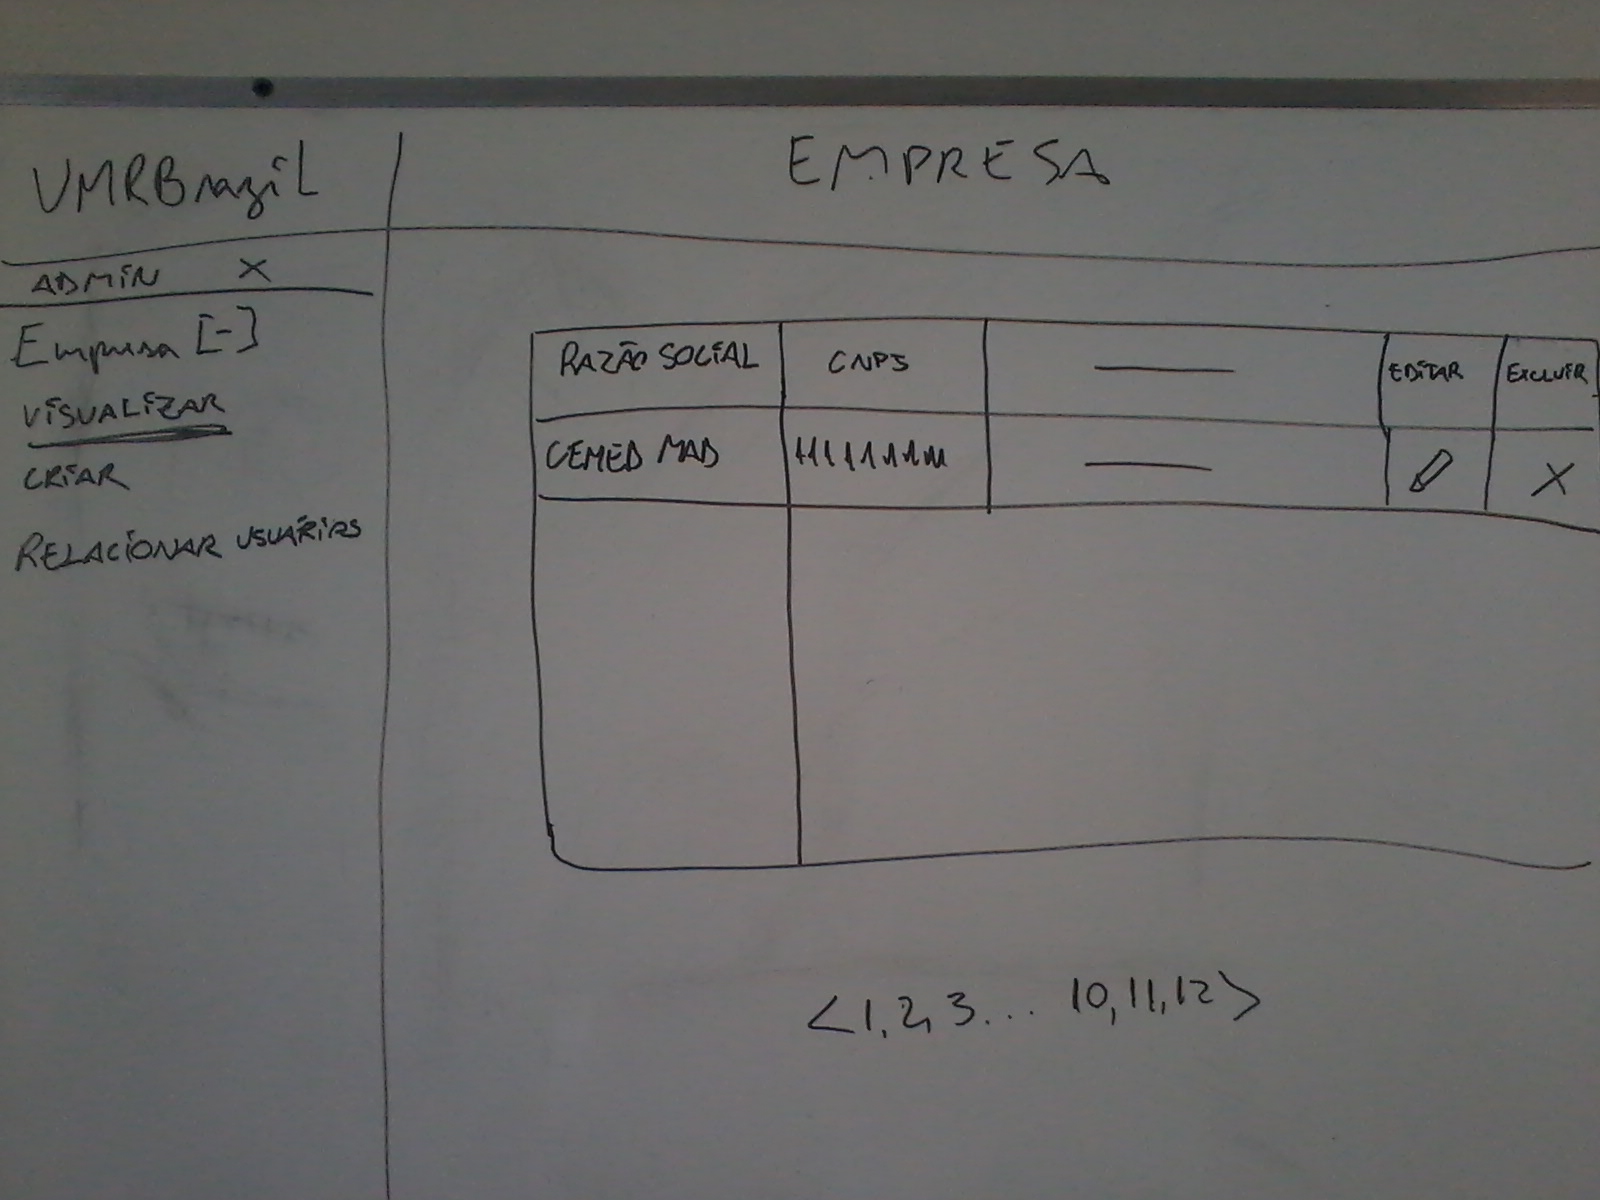 VMRBrazil
EMPRESA
ADMIN X
Empresa [-]
VISUALIZAR
CRIAR
RELACIONAR USUÁRIOS
RAZÃO SOCIAL CNPJ EDITAR EXCLUIR
CEMED MAD X
<1,2,3... 10,11,12>